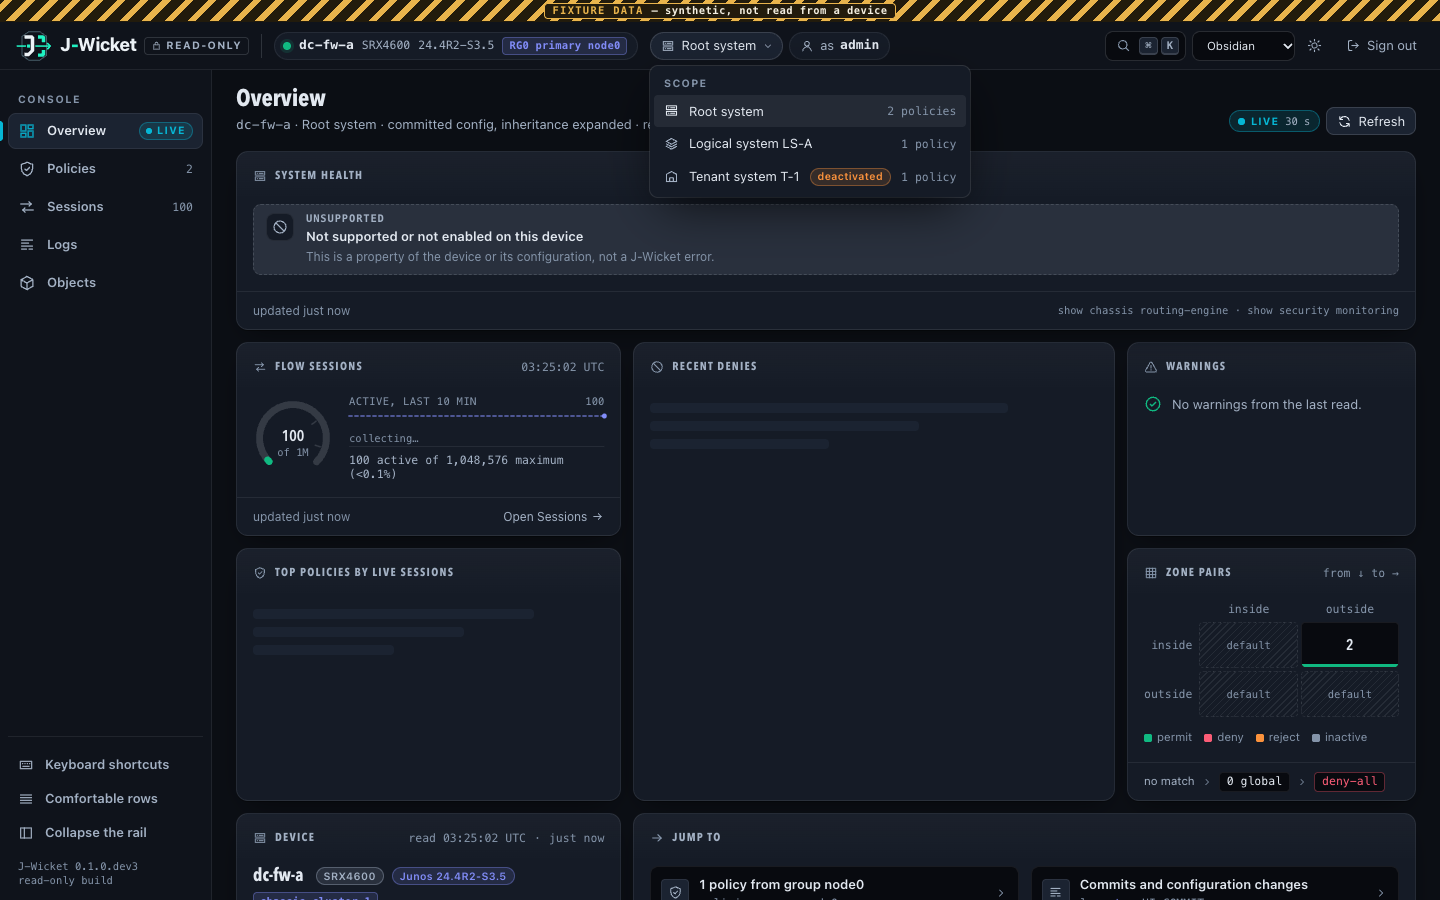 FIXTURE DATA — synthetic, not read from a device
J-Wicket READ-ONLY dc-fw-a SRX4600 24.4R2-S3.5 RG0 primary node0 Root system as admin ⌘ K Obsidian Sign out
CONSOLE
Overview LIVE
Policies 2
Sessions 100
Logs
Objects
Keyboard shortcuts
Comfortable rows
Collapse the rail
J-Wicket 0.1.0.dev3
read-only build
Overview
dc-fw-a · Root system · committed config, inheritance expanded ·
LIVE 30 s Refresh
SCOPE
Root system 2 policies
Logical system LS-A 1 policy
Tenant system T-1 deactivated 1 policy
SYSTEM HEALTH
UNSUPPORTED
Not supported or not enabled on this device
This is a property of the device or its configuration, not a J-Wicket error.
updated just now show chassis routing-engine · show security monitoring
FLOW SESSIONS 03:25:02 UTC
100
of 1M
ACTIVE, LAST 10 MIN 100
collecting…
100 active of 1,048,576 maximum
(<0.1%)
updated just now Open Sessions →
RECENT DENIES
WARNINGS
No warnings from the last read.
TOP POLICIES BY LIVE SESSIONS
ZONE PAIRS from ↓ to →
inside outside
inside default 2
outside default default
permit deny reject inactive
no match › 0 global › deny-all
DEVICE read 03:25:02 UTC · just now
dc-fw-a SRX4600 Junos 24.4R2-S3.5
JUMP TO
1 policy from group node0
Commits and configuration changes